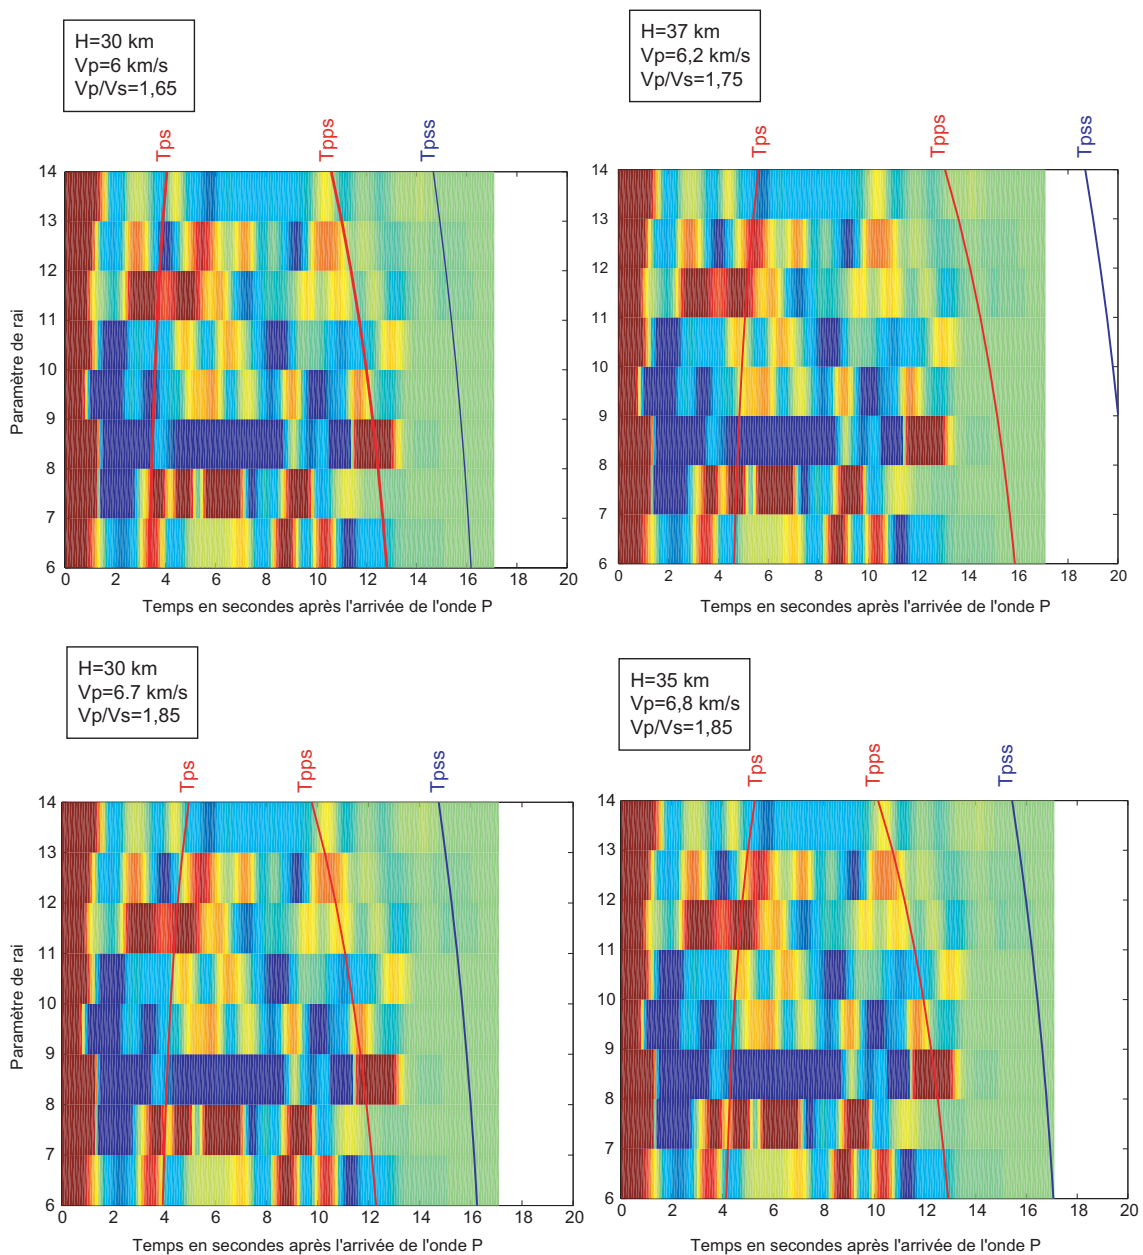 H=30 km
Vp=6 km/s
Vp/Vs=1,65
Tps
Tpps
Tpss
14
13
12
11
10
9
8
7
6
Paramètre de rai
0 2 4 6 8 10 12 14 16 18 20
Temps en secondes après l'arrivée de l'onde P
H=37 km
Vp=6,2 km/s
Vp/Vs=1,75
Tps
Tpps
Tpss
14
13
12
11
10
9
8
7
6
0 2 4 6 8 10 12 14 16 18 20
Temps en secondes après l'arrivée de l'onde P
H=30 km
Vp=6.7 km/s
Vp/Vs=1,85
Tps
Tpps
Tpss
14
13
12
11
10
9
8
7
6
Paramètre de rai
0 2 4 6 8 10 12 14 16 18 20
Temps en secondes après l'arrivée de l'onde P
H=35 km
Vp=6,8 km/s
Vp/Vs=1,85
Tps
Tpps
Tpss
14
13
12
11
10
9
8
7
6
0 2 4 6 8 10 12 14 16 18 20
Temps en secondes après l'arrivée de l'onde P